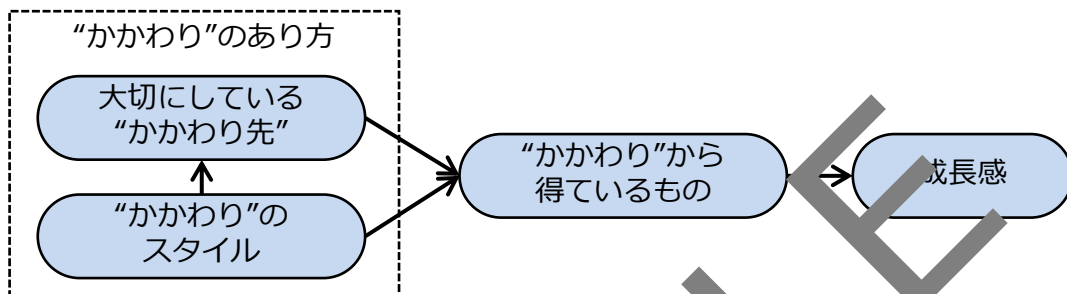 “かかわり”のあり方
大切にしている
“かかわり先”
“かかわり”の
スタイル
“かかわり”から
得ているもの
成長感